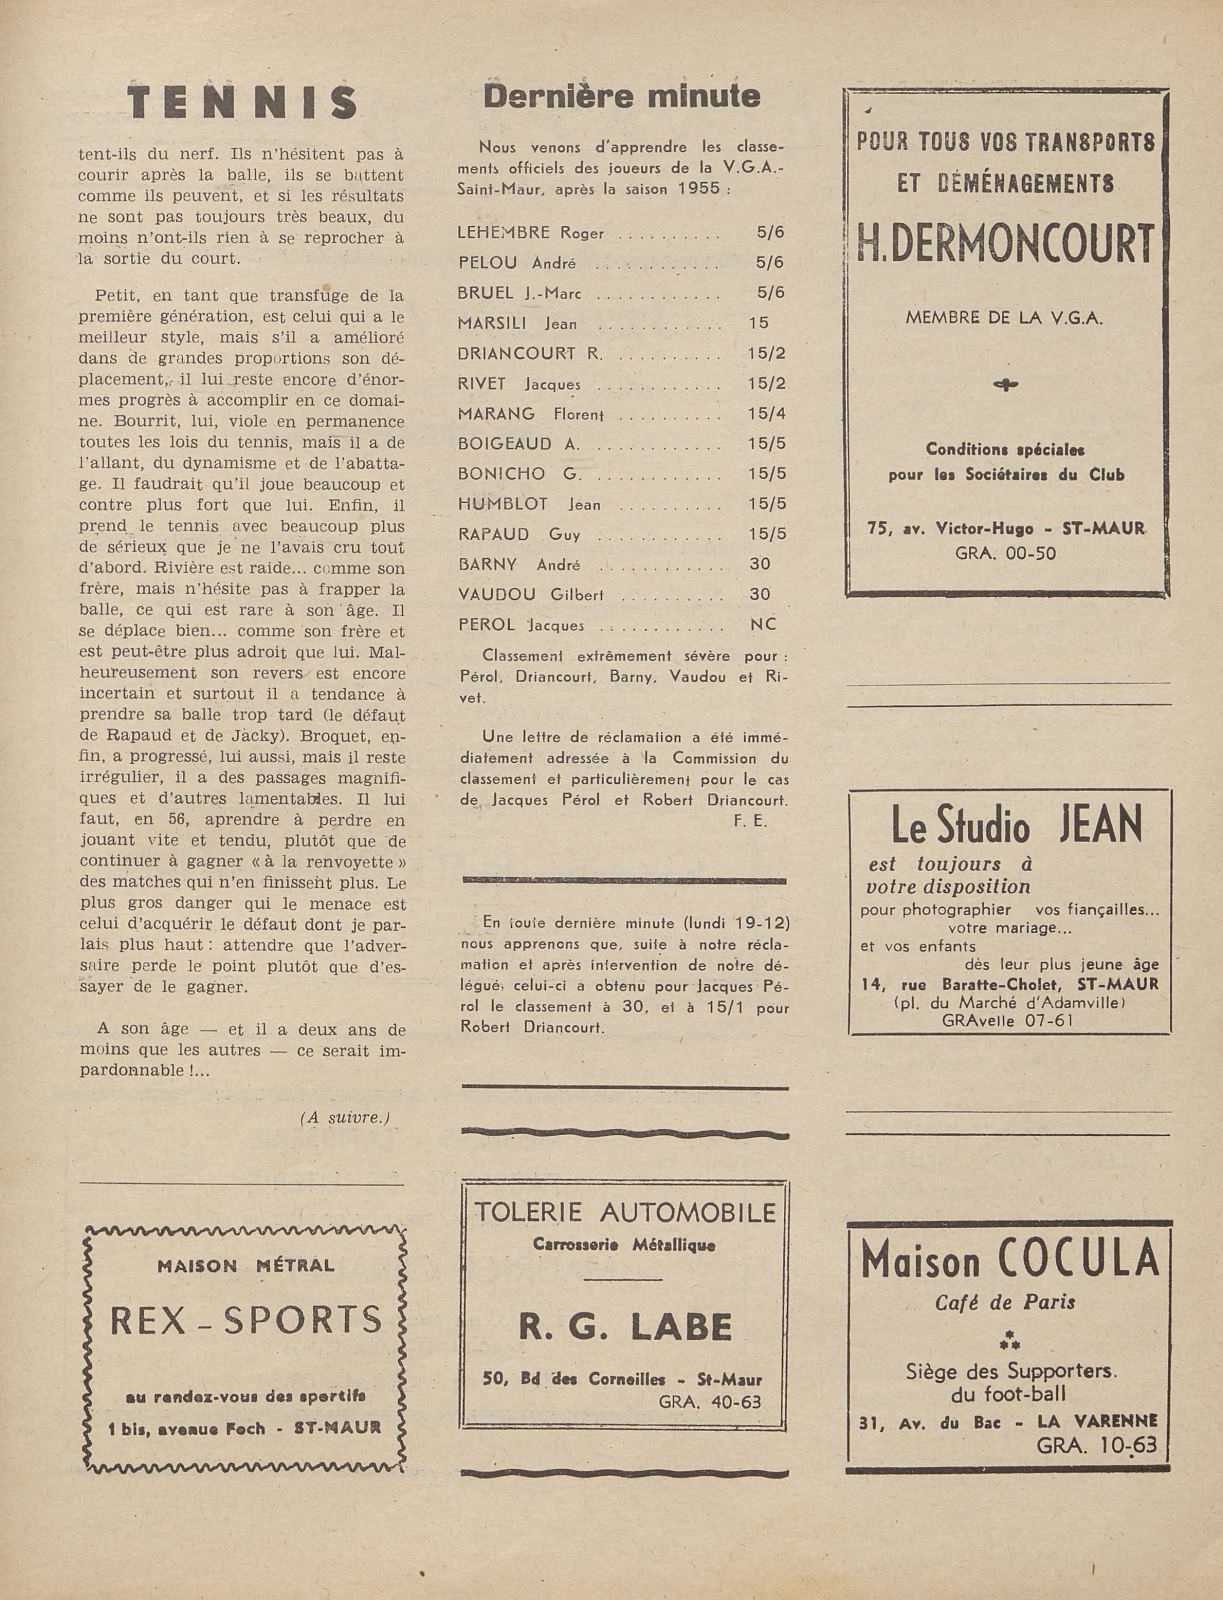 TENNIS
tent-ils du nerf. Ils n'hésitent pas à
courir après la balle, ils se battent
comme ils peuvent, et si les résultats
ne sont pas toujours très beaux, du
moins n'ont-ils rien à se reprocher à
la sortie du court.
Petit, en tant que transfuge de la
première génération, est celui qui a le
meilleur style, mais s'il a amélioré
dans de grandes proportions son dé-
placement, il lui reste encore d'énor-
mes progrès à accomplir en ce domai-
ne. Bourrit, lui, viole en permanence
toutes les lois du tennis, mais il a de
l'allant, du dynamisme et de l'abatta-
ge. Il faudrait qu'il joue beaucoup et
contre plus fort que lui. Enfin, il
prend le tennis avec beaucoup plus
de sérieux que je ne l'avais cru tout
d'abord. Rivière est raide... comme son
frère, mais n'hésite pas à frapper la
balle, ce qui est rare à son âge. Il
se déplace bien... comme son frère et
est peut-être plus adroit que lui. Mal-
heureusement son revers est encore
incertain et surtout il a tendance à
prendre sa balle trop tard (le défaut
de Rapaud et de Jacky). Broquet, en-
fin, a progressé, lui aussi, mais il reste
irrégulier, il a des passages magnifi-
ques et d'autres lamentables. Il lui
faut, en 56, aprendre à perdre en
jouant vite et tendu, plutôt que de
continuer à gagner « à la renvoyette »
des matches qui n'en finissent plus. Le
plus gros danger qui le menace est
celui d'acquérir le défaut dont je par-
lais plus haut : attendre que l'adver-
saire perde le point plutôt que d'es-
sayer de le gagner.
A son âge — et il a deux ans de
moins que les autres — ce serait im-
pardonnable !...
(A suivre.)
MAISON MÉTRAL
REX - SPORTS
au rendez-vous des sportifs
1 bis, avenue Foch - ST-MAUR
Dernière minute
Nous venons d'apprendre les classe-
ments officiels des joueurs de la V.G.A.-
Saint-Maur, après la saison 1955 :
LEHEMBRE Roger .......... 5/6
PELOU André ............ 5/6
BRUEL J.-Marc ............ 5/6
MARSILI Jean ............ 15
DRIANCOURT R. .......... 15/2
RIVET Jacques ............ 15/2
MARANG Florent .......... 15/4
BOIGEAUD A. ............ 15/5
BONICHO G. ............ 15/5
HUMBLOT Jean .......... 15/5
RAPAUD Guy ............ 15/5
BARNY André ............ 30
VAUDOU Gilbert .......... 30
PEROL Jacques ............ NC
Classement extrêmement sévère pour :
Pérol, Driancourt, Barny, Vaudou et Ri-
vet.
Une lettre de réclamation a été immé-
diatement adressée à la Commission du
classement et particulièrement pour le cas
de Jacques Pérol et Robert Driancourt.
F. E.
En toute dernière minute (lundi 19-12)
nous apprenons que, suite à notre récla-
mation et après intervention de notre dé-
légué, celui-ci a obtenu pour Jacques Pé-
rol le classement à 30, et à 15/1 pour
Robert Driancourt.
TOLERIE AUTOMOBILE
Carrosserie Métallique
R. G. LABE
50, Bd des Corneilles - St-Maur
GRA. 40-63
POUR TOUS VOS TRANSPORTS
ET DÉMÉNAGEMENTS
H. DERMONCOURT
MEMBRE DE LA V.G.A.
Conditions spéciales
pour les Sociétaires du Club
75, av. Victor-Hugo - ST-MAUR
GRA. 00-50
Le Studio JEAN
est toujours à
votre disposition
pour photographier vos fiançailles...
votre mariage...
et vos enfants
dès leur plus jeune âge
14, rue Baratte-Cholet, ST-MAUR
(pl. du Marché d'Adamville)
GRAvelle 07-61
Maison COCULA
Café de Paris
Siège des Supporters.
du foot-ball
31, Av. du Bac - LA VARENNE
GRA. 10-63